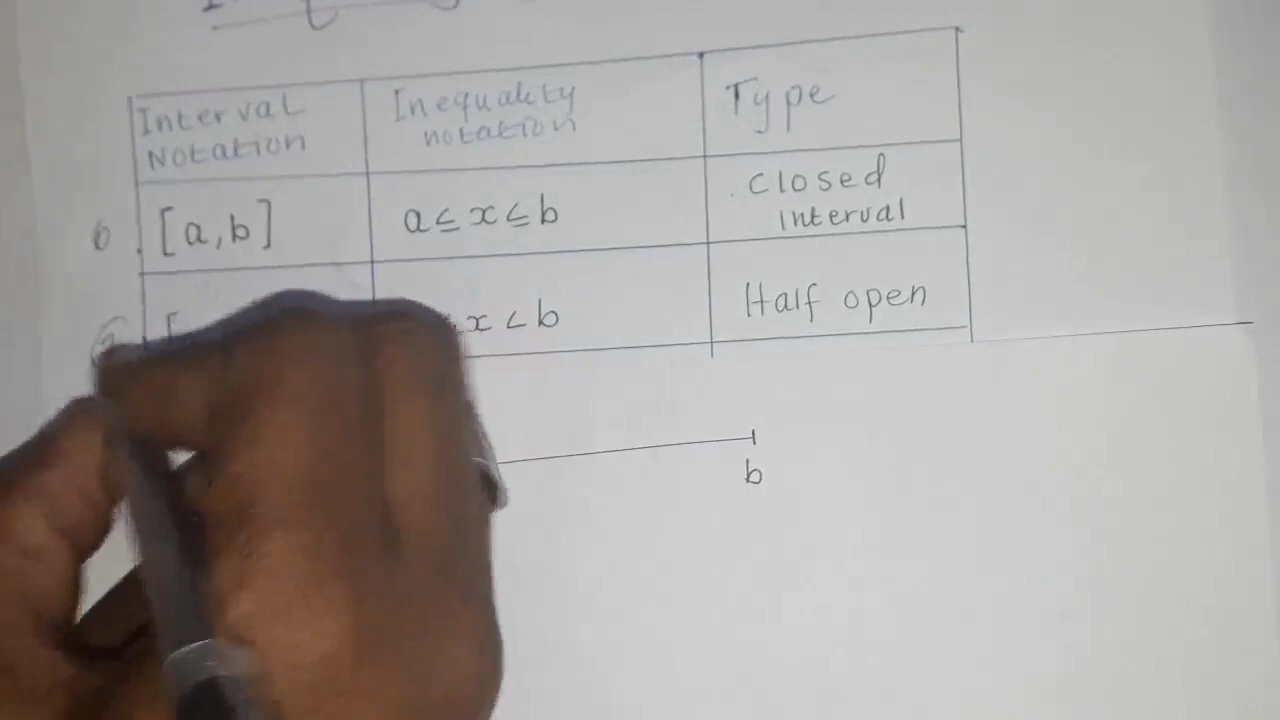 Interval Notation
Inequality notation
Type
[a,b]
a ≤ x ≤ b
Closed interval
[
x < b
Half open
b